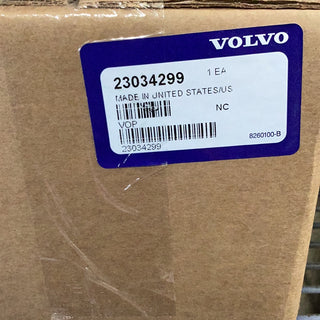 VOLVO
23034299 1 EA
MADE IN UNITED STATES/US
NC
VOP
8260100-B
23034299